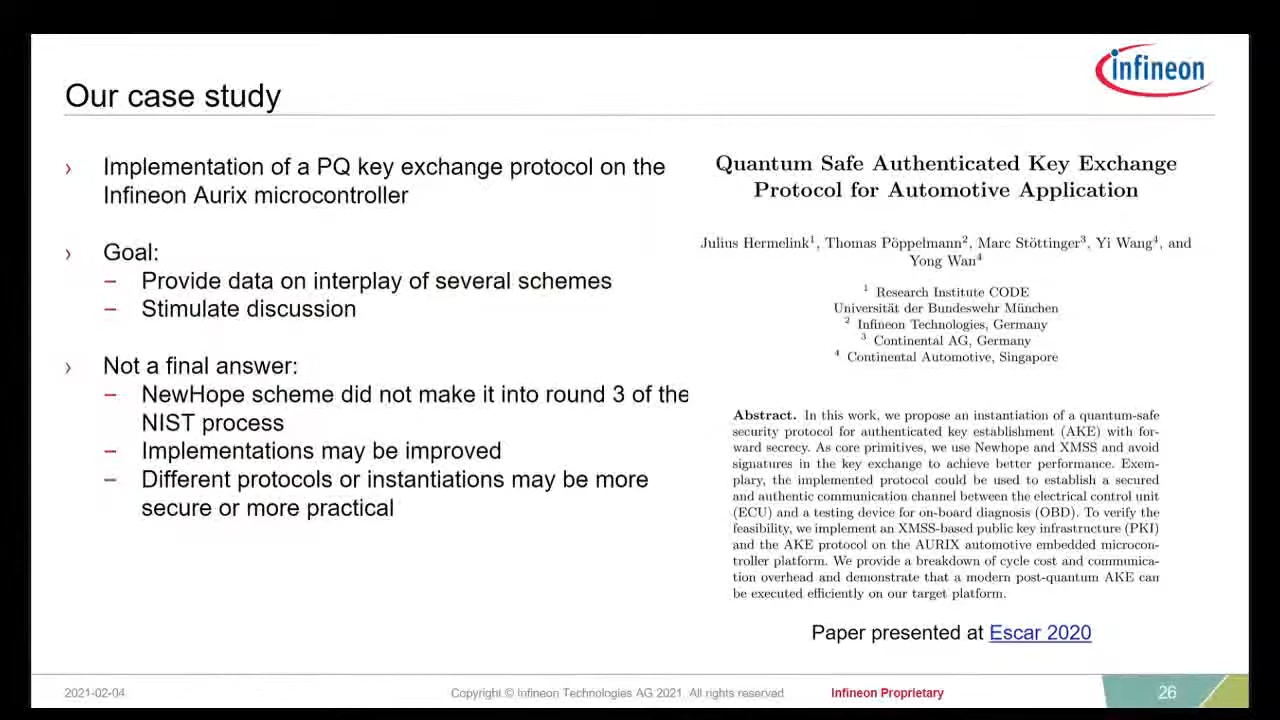 infineon
Our case study
› Implementation of a PQ key exchange protocol on the
Infineon Aurix microcontroller
› Goal:
– Provide data on interplay of several schemes
– Stimulate discussion
› Not a final answer:
– NewHope scheme did not make it into round 3 of the
NIST process
– Implementations may be improved
– Different protocols or instantiations may be more
secure or more practical
Quantum Safe Authenticated Key Exchange
Protocol for Automotive Application
Julius Hermelink¹, Thomas Pöppelmann², Marc Stöttinger³, Yi Wang⁴, and
Yong Wan⁴
¹ Research Institute CODE
Universität der Bundeswehr München
² Infineon Technologies, Germany
³ Continental AG, Germany
⁴ Continental Automotive, Singapore
Abstract. In this work, we propose an instantiation of a quantum-safe
security protocol for authenticated key establishment (AKE) with for-
ward secrecy. As core primitives, we use Newhope and XMSS and avoid
signatures in the key exchange to achieve better performance. Exem-
plary, the implemented protocol could be used to establish a secured
and authentic communication channel between the electrical control unit
(ECU) and a testing device for on-board diagnosis (OBD). To verify the
feasibility, we implement an XMSS-based public key infrastructure (PKI)
and the AKE protocol on the AURIX automotive embedded microcon-
troller platform. We provide a breakdown of cycle cost and communica-
tion overhead and demonstrate that a modern post-quantum AKE can
be executed efficiently on our target platform.
Paper presented at Escar 2020
2021-02-04
Copyright © Infineon Technologies AG 2021. All rights reserved.
Infineon Proprietary
26